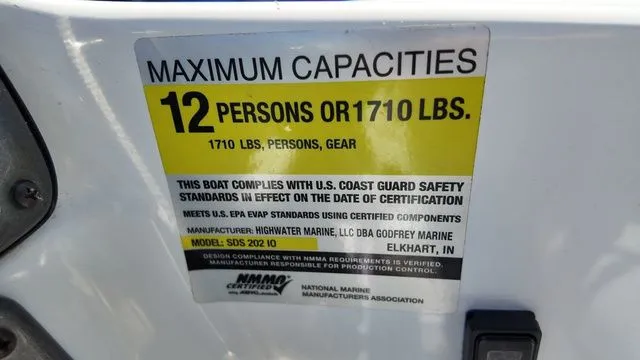 MAXIMUM CAPACITIES
12 PERSONS OR 1710 LBS.
1710 LBS, PERSONS, GEAR
THIS BOAT COMPLIES WITH U.S. COAST GUARD SAFETY
STANDARDS IN EFFECT ON THE DATE OF CERTIFICATION
MEETS U.S. EPA EVAP STANDARDS USING CERTIFIED COMPONENTS
MANUFACTURER: HIGHWATER MARINE, LLC DBA GODFREY MARINE
MODEL: SDS 202 IO
ELKHART, IN
DESIGN COMPLIANCE WITH NMMA REQUIREMENTS IS VERIFIED.
MANUFACTURER RESPONSIBLE FOR PRODUCTION CONTROL.
NMMA
CERTIFIED
NATIONAL MARINE
MANUFACTURERS ASSOCIATION